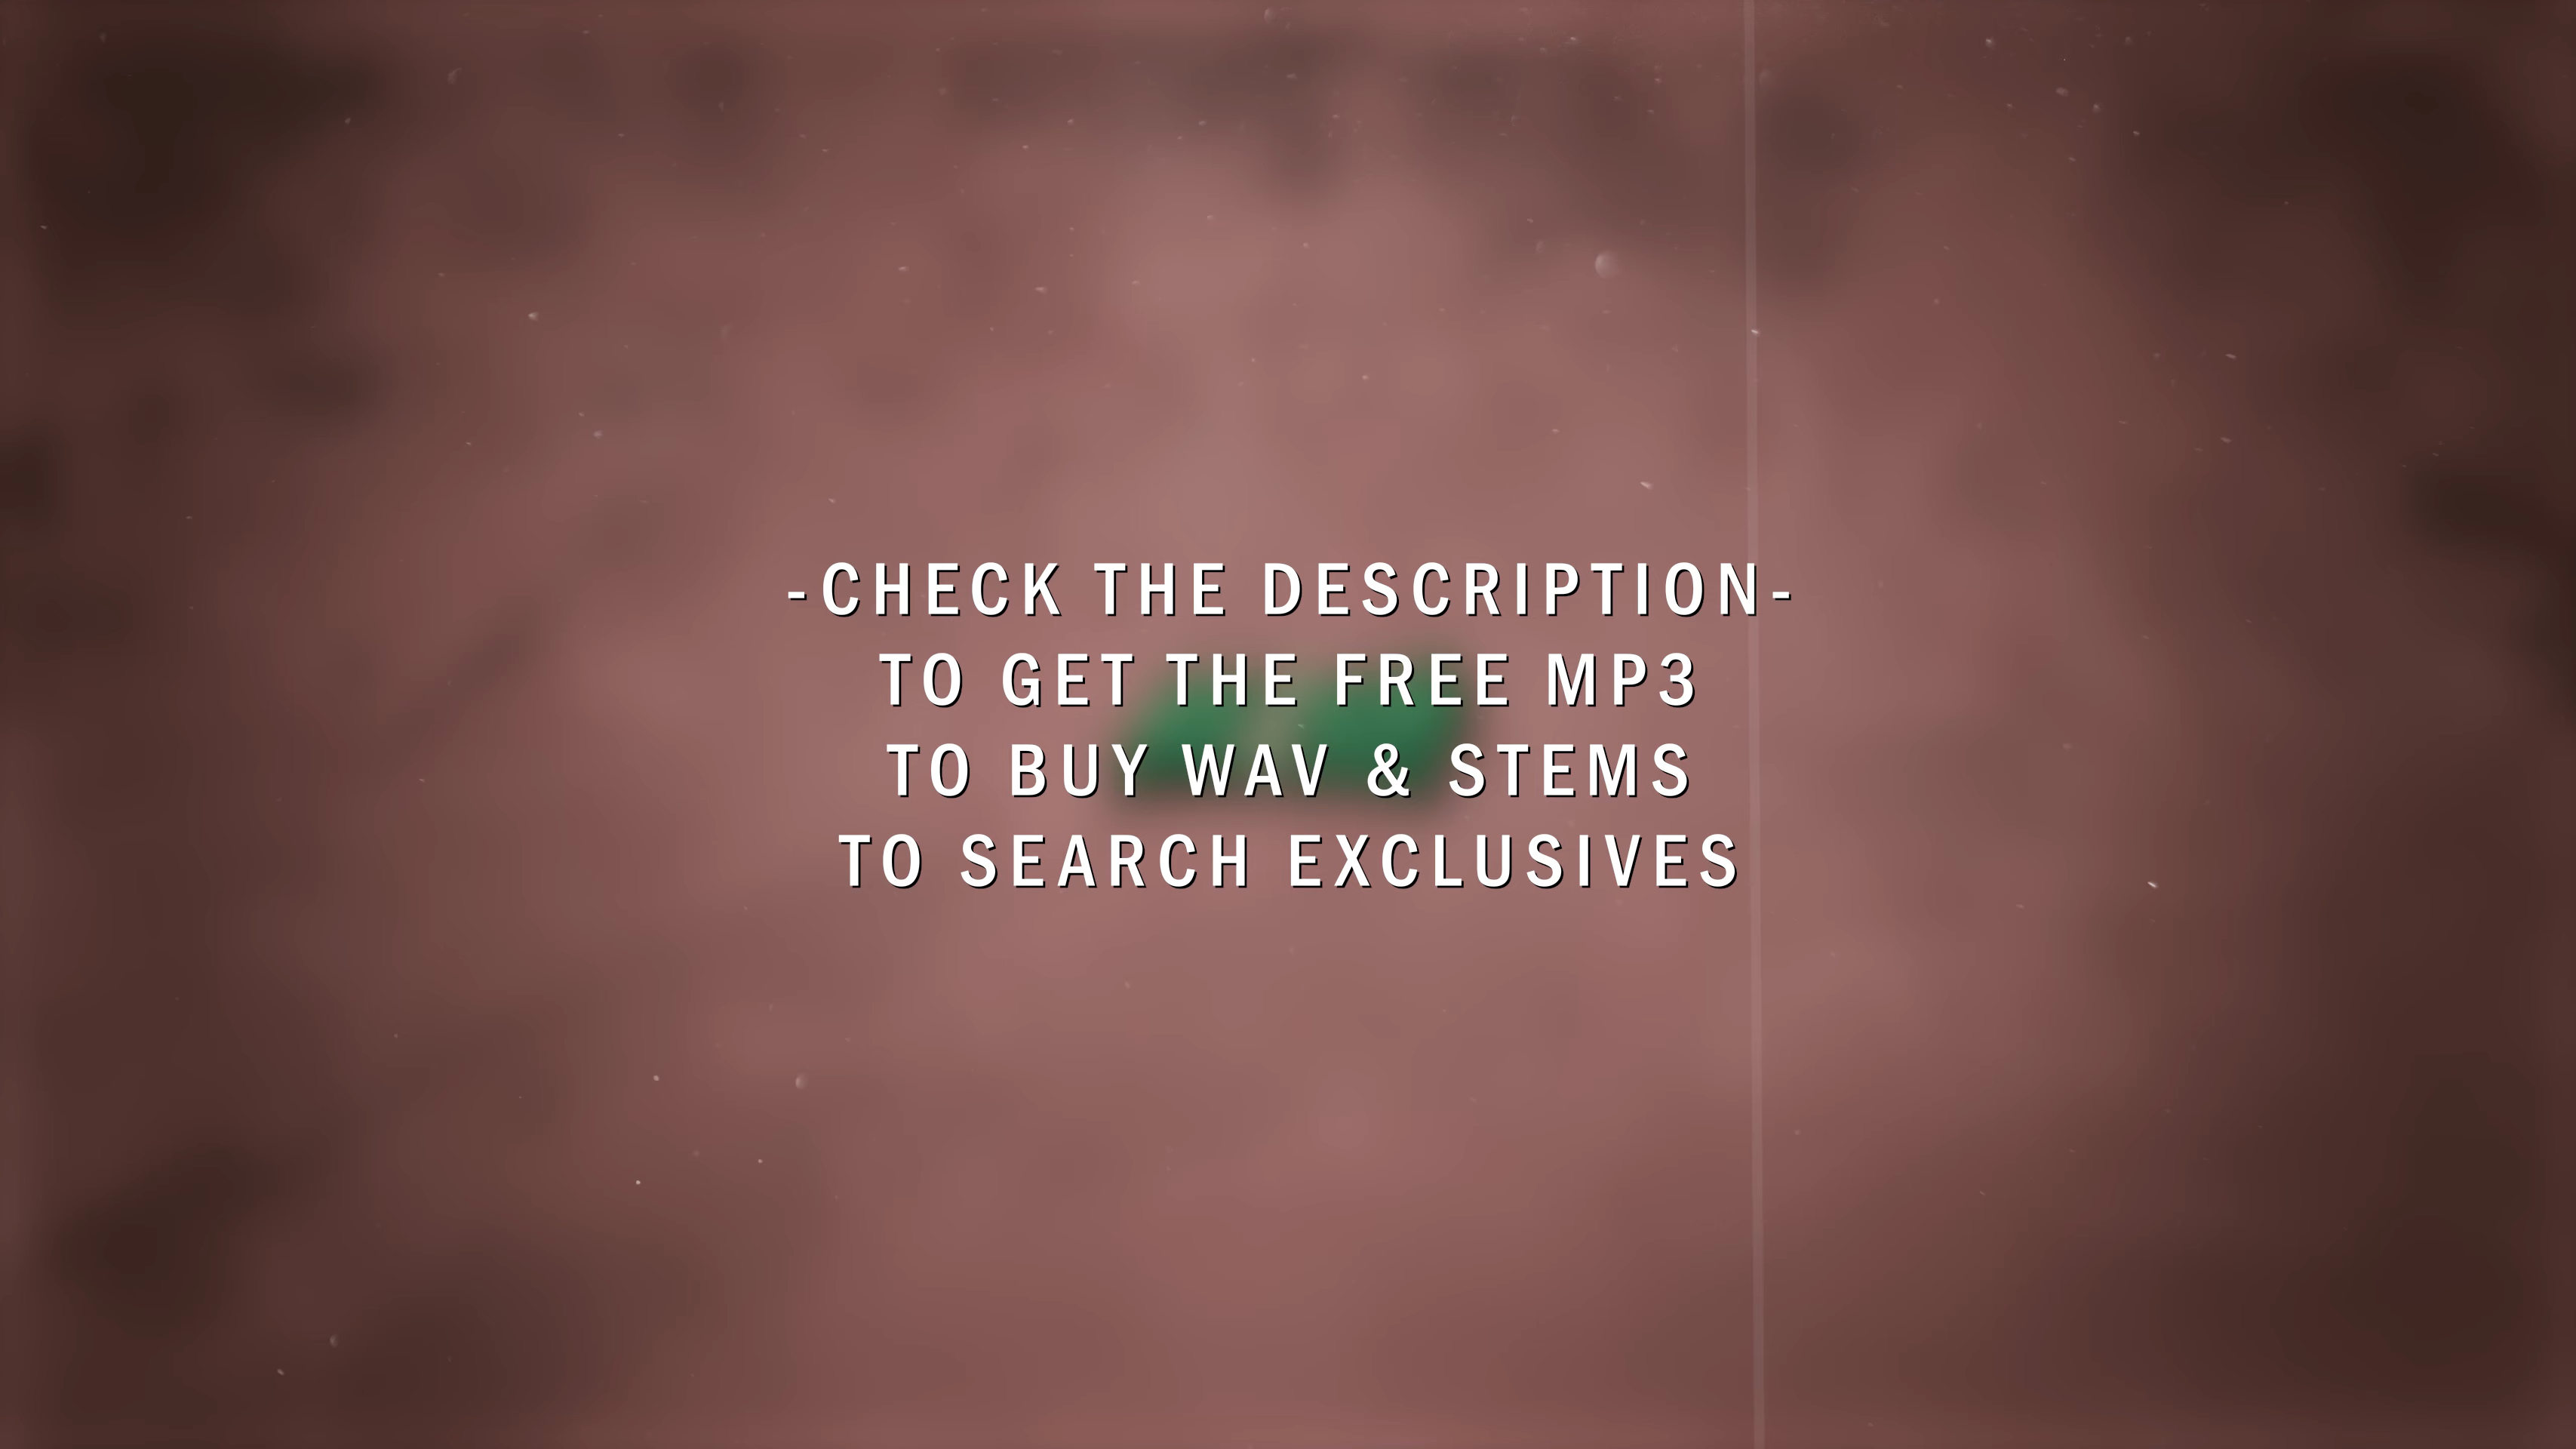 -CHECK THE DESCRIPTION-
TO GET THE FREE MP3
TO BUY WAV & STEMS
TO SEARCH EXCLUSIVES